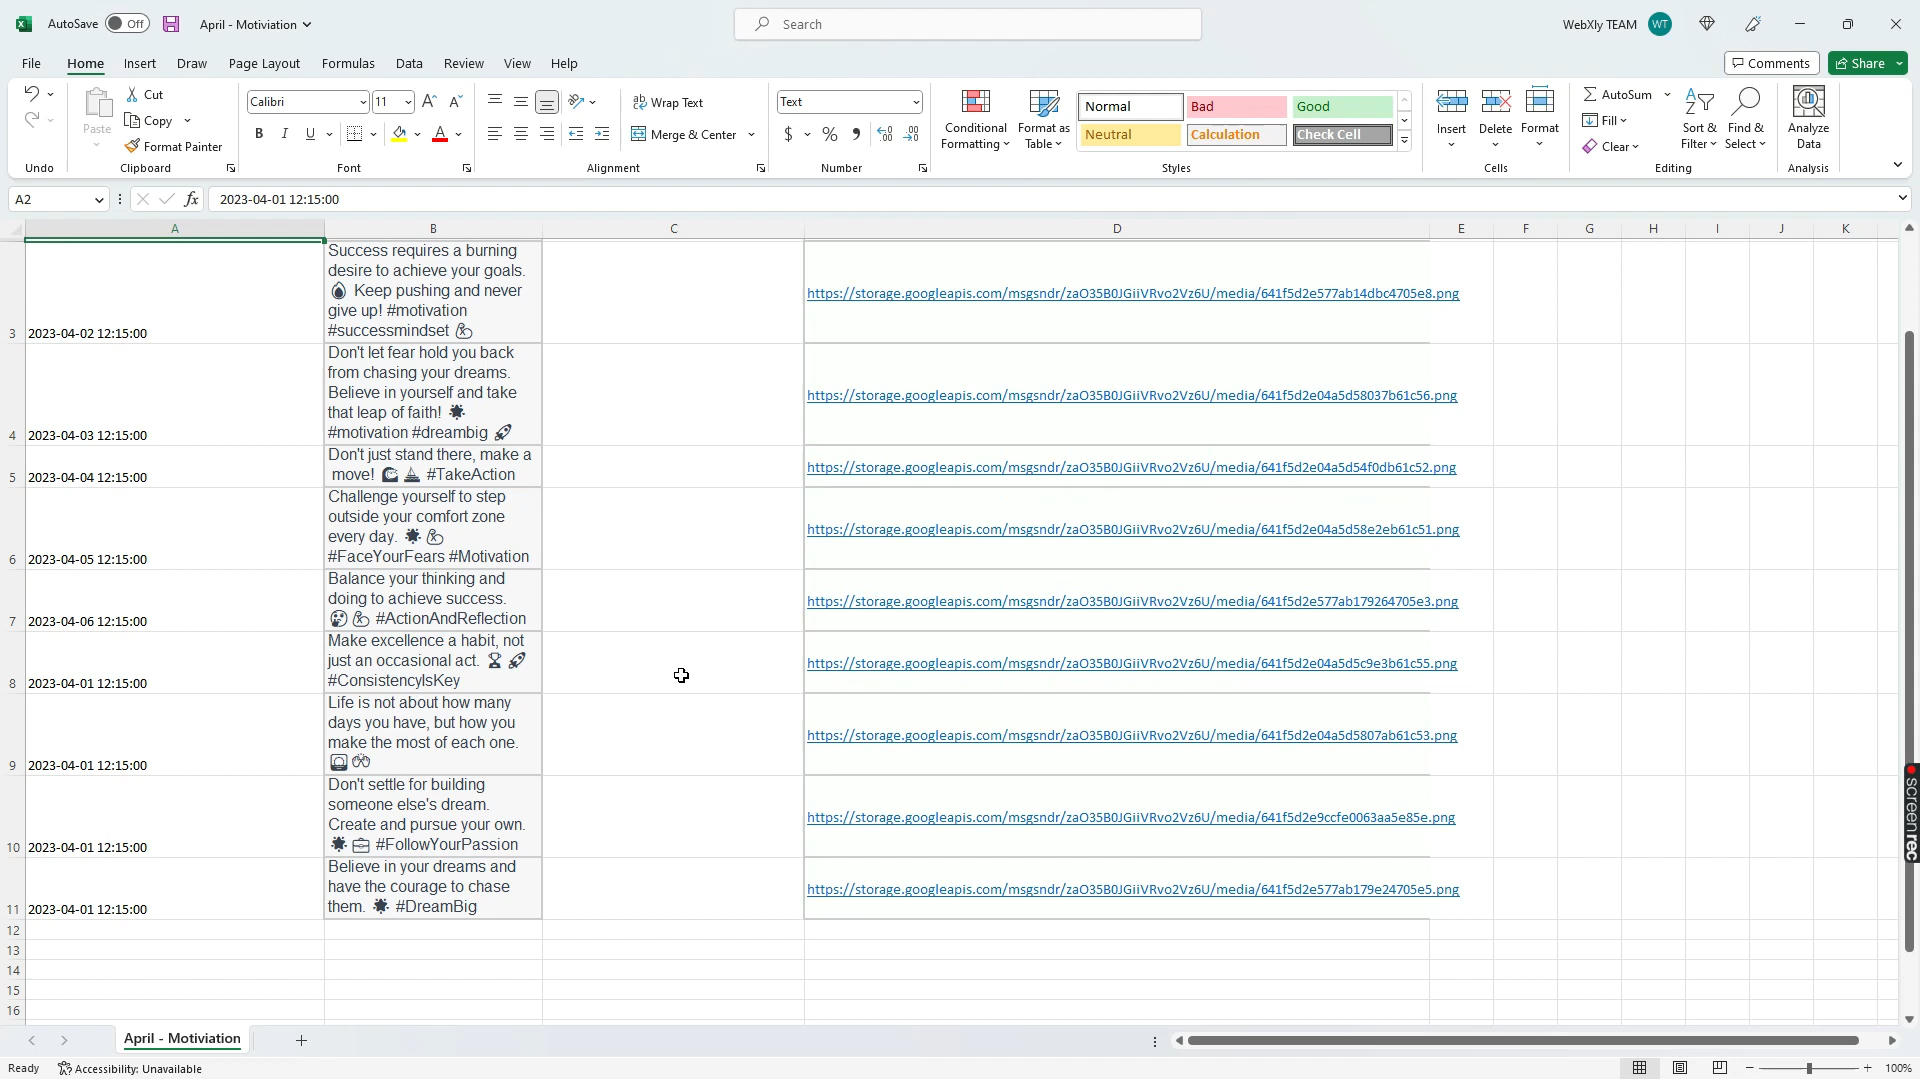 AutoSave Off April - Motiviation Search WebXly TEAM WT
File Home Insert Draw Page Layout Formulas Data Review View Help Comments Share
Paste Cut Copy Format Painter
Calibri 11 B I U
Wrap Text Merge & Center
Text $ %
Conditional Formatting Format as Table
Normal Bad Good
Neutral Calculation Check Cell
Insert Delete Format
AutoSum Fill Clear Sort & Filter Find & Select Analyze Data
Undo Clipboard Font Alignment Number Styles Cells Editing Analysis
A2 fx 2023-04-01 12:15:00
A B C D E F G H I J K
Success requires a burning
desire to achieve your goals.
Keep pushing and never
give up! #motivation
#successmindset
3 2023-04-02 12:15:00
https://storage.googleapis.com/msgsndr/zaO35B0JGiiVRvo2Vz6U/media/641f5d2e577ab14dbc4705e8.png
Don't let fear hold you back
from chasing your dreams.
Believe in yourself and take
that leap of faith!
#motivation #dreambig
4 2023-04-03 12:15:00
https://storage.googleapis.com/msgsndr/zaO35B0JGiiVRvo2Vz6U/media/641f5d2e04a5d58037b61c56.png
Don't just stand there, make a
move! #TakeAction
5 2023-04-04 12:15:00
https://storage.googleapis.com/msgsndr/zaO35B0JGiiVRvo2Vz6U/media/641f5d2e04a5d54f0db61c52.png
Challenge yourself to step
outside your comfort zone
every day.
#FaceYourFears #Motivation
6 2023-04-05 12:15:00
https://storage.googleapis.com/msgsndr/zaO35B0JGiiVRvo2Vz6U/media/641f5d2e04a5d58e2eb61c51.png
Balance your thinking and
doing to achieve success.
#ActionAndReflection
7 2023-04-06 12:15:00
https://storage.googleapis.com/msgsndr/zaO35B0JGiiVRvo2Vz6U/media/641f5d2e577ab179264705e3.png
Make excellence a habit, not
just an occasional act.
#ConsistencyIsKey
8 2023-04-01 12:15:00
https://storage.googleapis.com/msgsndr/zaO35B0JGiiVRvo2Vz6U/media/641f5d2e04a5d5c9e3b61c55.png
Life is not about how many
days you have, but how you
make the most of each one.
9 2023-04-01 12:15:00
https://storage.googleapis.com/msgsndr/zaO35B0JGiiVRvo2Vz6U/media/641f5d2e04a5d5807ab61c53.png
Don't settle for building
someone else's dream.
Create and pursue your own.
#FollowYourPassion
10 2023-04-01 12:15:00
https://storage.googleapis.com/msgsndr/zaO35B0JGiiVRvo2Vz6U/media/641f5d2e9ccfe0063aa5e85e.png
Believe in your dreams and
have the courage to chase
them. #DreamBig
11 2023-04-01 12:15:00
https://storage.googleapis.com/msgsndr/zaO35B0JGiiVRvo2Vz6U/media/641f5d2e577ab179e24705e5.png
12
13
14
15
16
screenrec
April - Motiviation
Ready Accessibility: Unavailable 100%